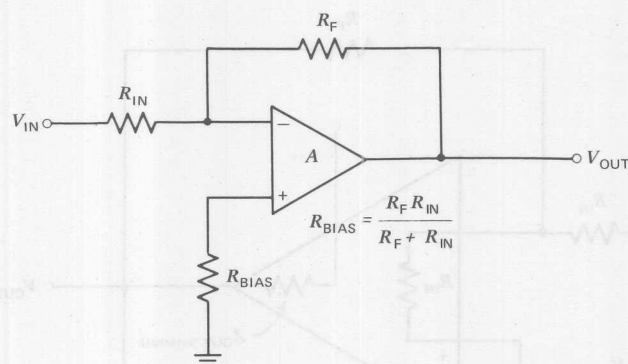 R_F
R_IN
V_IN
−
A
+
V_OUT
R_BIAS = R_F R_IN / R_F + R_IN
R_BIAS